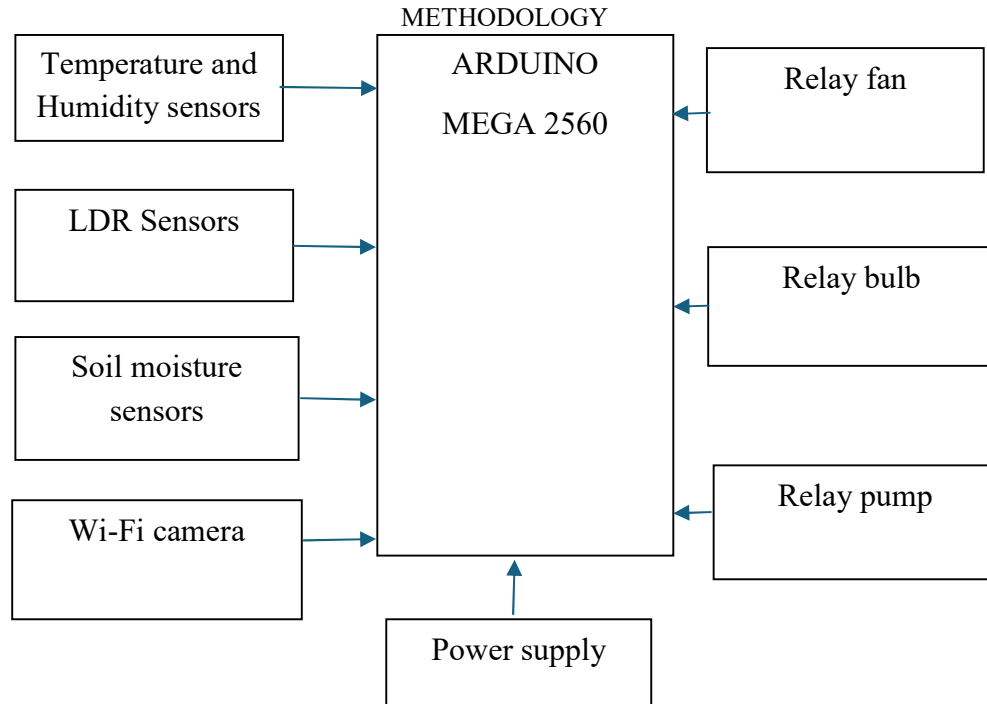 METHODOLOGY
Temperature and
Humidity sensors
ARDUINO
MEGA 2560
Relay fan
LDR Sensors
Relay bulb
Soil moisture
sensors
Relay pump
Wi-Fi camera
Power supply